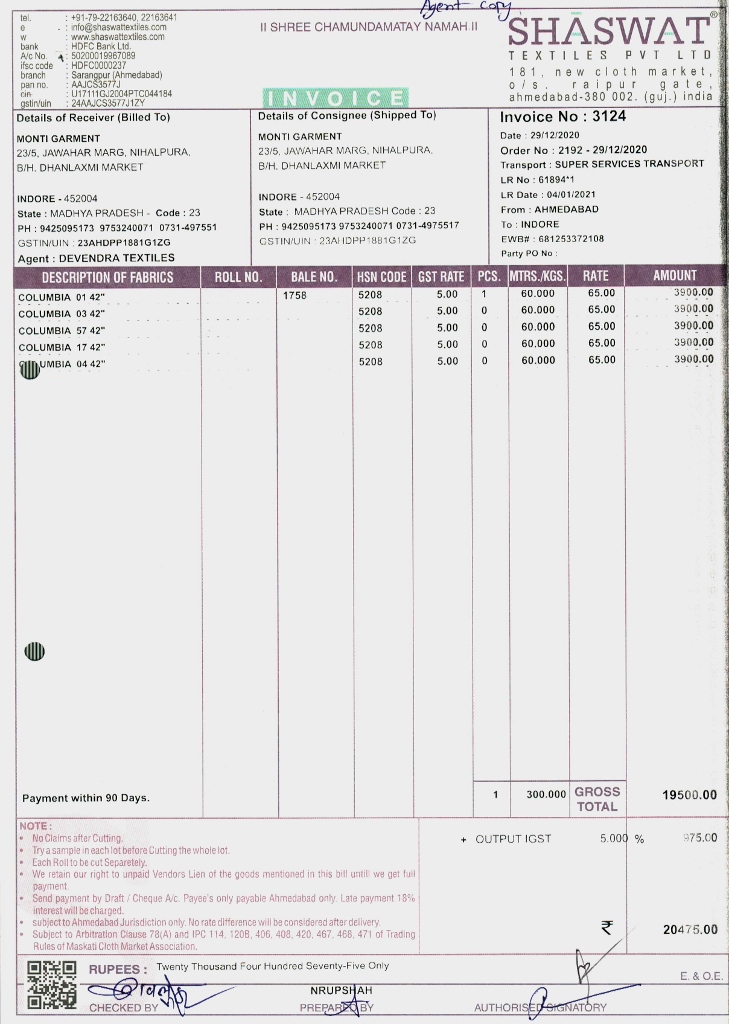 Agent copy
tel. : +91-79-22163640, 22163641
e : info@shaswattextiles.com
w : www.shaswattextiles.com
bank : HDFC Bank Ltd.
A/c No. : 50200019967089
ifsc code : HDFC0000237
branch : Sarangpur (Ahmedabad)
pan no. : AAJCS3577J
cin : U17111GJ2004PTC044184
gstin/uin : 24AAJCS3577J1ZY
II SHREE CHAMUNDAMATAY NAMAH II
INVOICE
SHASWAT®
TEXTILES PVT LTD
181, new cloth market,
o/s. raipur gate,
ahmedabad-380 002. (guj.) india
Details of Receiver (Billed To)
MONTI GARMENT
23/5, JAWAHAR MARG, NIHALPURA,
B/H. DHANLAXMI MARKET
INDORE - 452004
State : MADHYA PRADESH - Code : 23
PH : 9425095173 9753240071 0731-497551
GSTIN/UIN : 23AHDPP1881G1ZG
Agent : DEVENDRA TEXTILES
Details of Consignee (Shipped To)
MONTI GARMENT
23/5, JAWAHAR MARG, NIHALPURA,
B/H. DHANLAXMI MARKET
INDORE - 452004
State : MADHYA PRADESH Code : 23
PH : 9425095173 9753240071 0731-4975517
GSTIN/UIN : 23AHDPP1881G1ZG
Invoice No : 3124
Date : 29/12/2020
Order No : 2192 - 29/12/2020
Transport : SUPER SERVICES TRANSPORT
LR No : 61894*1
LR Date : 04/01/2021
From : AHMEDABAD
To : INDORE
EWB# : 681253372108
Party PO No :
DESCRIPTION OF FABRICS ROLL NO. BALE NO. HSN CODE GST RATE PCS. MTRS./KGS. RATE AMOUNT
COLUMBIA 01 42" 1758 5208 5.00 1 60.000 65.00 3900.00
COLUMBIA 03 42" 5208 5.00 0 60.000 65.00 3900.00
COLUMBIA 57 42" 5208 5.00 0 60.000 65.00 3900.00
COLUMBIA 17 42" 5208 5.00 0 60.000 65.00 3900.00
UMBIA 04 42" 5208 5.00 0 60.000 65.00 3900.00
Payment within 90 Days. 1 300.000 GROSS TOTAL 19500.00
NOTE :
• No Claims after Cutting.
• Try a sample in each lot before Cutting the whole lot.
• Each Roll to be cut Separetely.
• We retain our right to unpaid Vendors Lien of the goods mentioned in this bill untill we get full
payment.
• Send payment by Draft / Cheque A/c. Payee's only payable Ahmedabad only. Late payment 18%
interest will be charged.
• subject to Ahmedabad Jurisdiction only. No rate difference will be considered after delivery.
• Subject to Arbitration Clause 78(A) and IPC 114, 120B, 406, 408, 420, 467, 468, 471 of Trading
Rules of Maskati Cloth Market Association.
+ OUTPUT IGST 5.000 % 975.00
₹ 20475.00
RUPEES : Twenty Thousand Four Hundred Seventy-Five Only
E. & O.E.
NRUPSHAH
CHECKED BY PREPARED BY AUTHORISED SIGNATORY